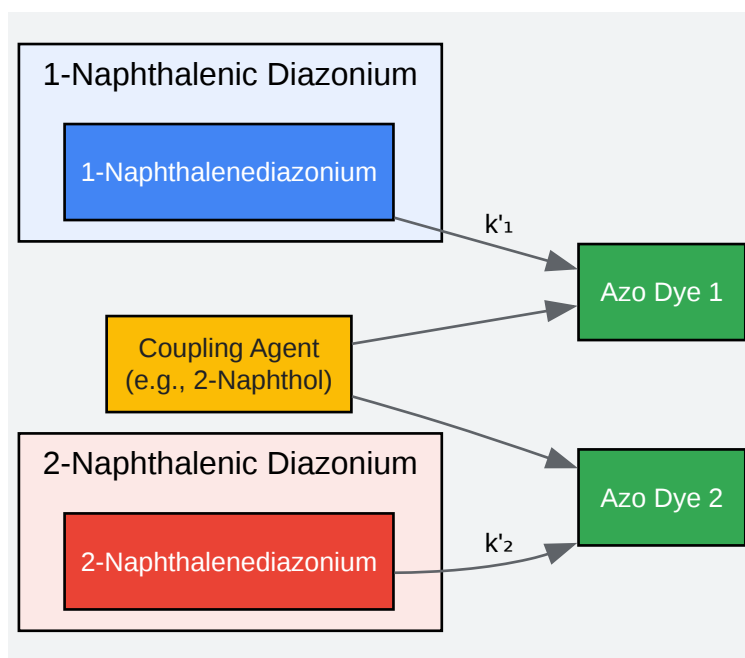 1-Naphthalenic Diazonium
1-Naphthalenediazonium
k'₁
Azo Dye 1
Coupling Agent
(e.g., 2-Naphthol)
2-Naphthalenic Diazonium
Azo Dye 2
k'₂
2-Naphthalenediazonium